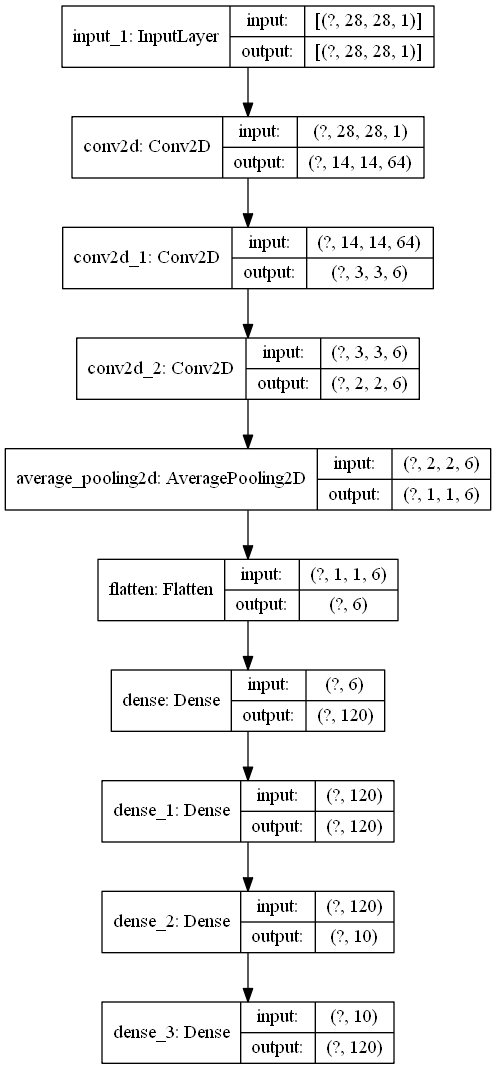 input_1: InputLayer
input: [(?, 28, 28, 1)]
output: [(?, 28, 28, 1)]
conv2d: Conv2D
input: (?, 28, 28, 1)
output: (?, 14, 14, 64)
conv2d_1: Conv2D
input: (?, 14, 14, 64)
output: (?, 3, 3, 6)
conv2d_2: Conv2D
input: (?, 3, 3, 6)
output: (?, 2, 2, 6)
average_pooling2d: AveragePooling2D
input: (?, 2, 2, 6)
output: (?, 1, 1, 6)
flatten: Flatten
input: (?, 1, 1, 6)
output: (?, 6)
dense: Dense
input: (?, 6)
output: (?, 120)
dense_1: Dense
input: (?, 120)
output: (?, 120)
dense_2: Dense
input: (?, 120)
output: (?, 10)
dense_3: Dense
input: (?, 10)
output: (?, 120)